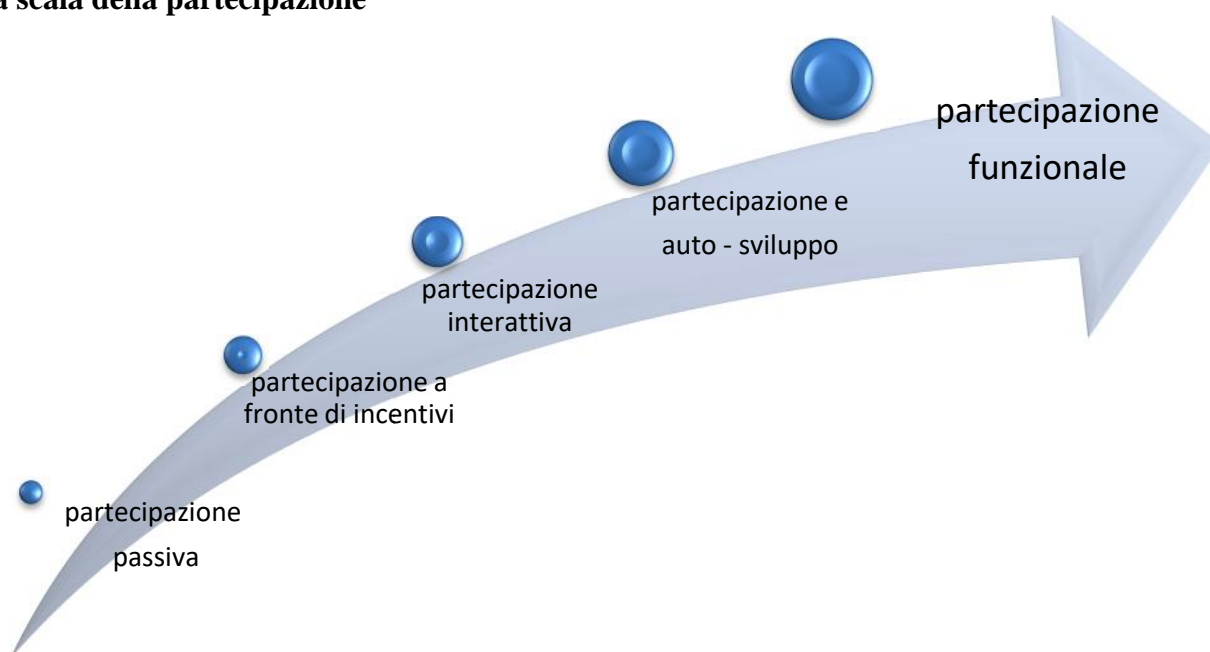 a scala della partecipazione
partecipazione
funzionale
partecipazione e
auto - sviluppo
partecipazione
interattiva
partecipazione a
fronte di incentivi
partecipazione
passiva